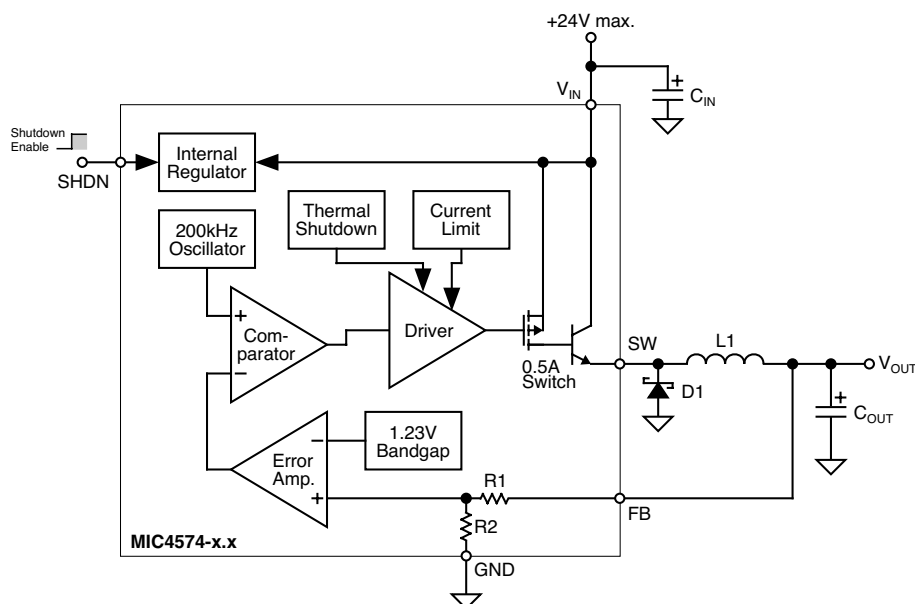 +24V max.
VIN
CIN
+
Shutdown
Enable
SHDN
Internal
Regulator
200kHz
Oscillator
Thermal
Shutdown
Current
Limit
+
Com-
parator
−
Driver
0.5A
Switch
SW
L1
VOUT
D1
+
COUT
Error
Amp.
−
+
1.23V
Bandgap
R1
FB
R2
MIC4574-x.x
GND